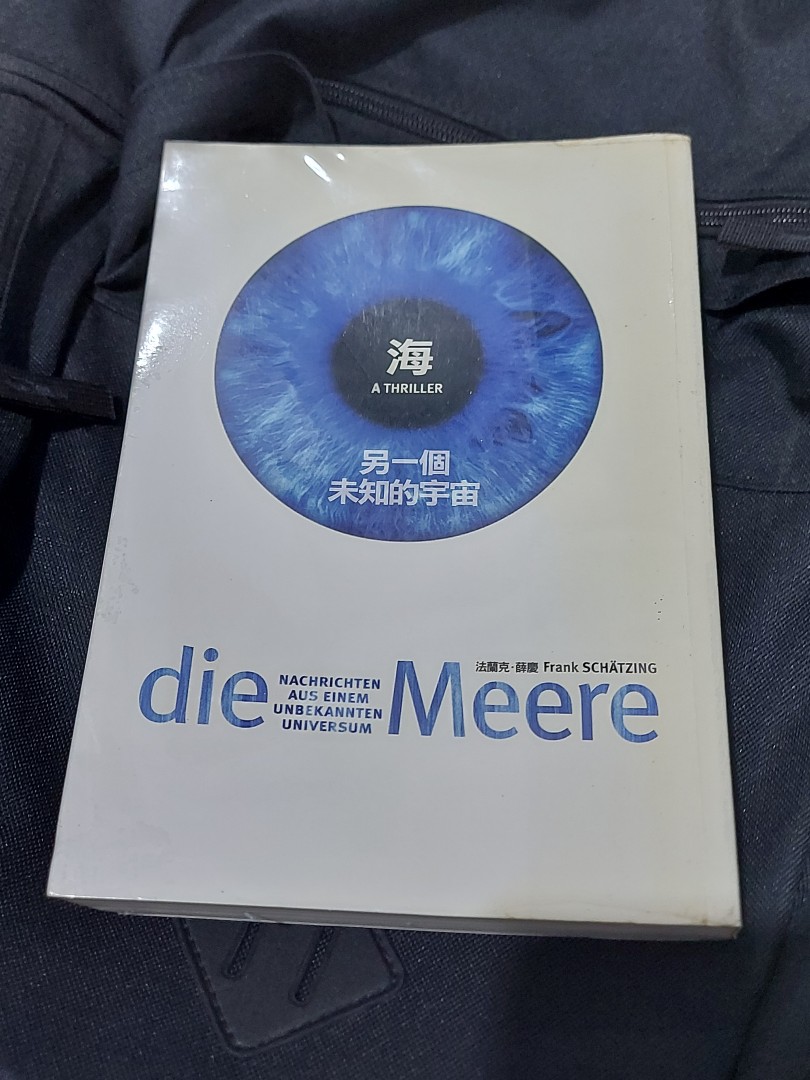 海
A THRILLER
另一個
未知的宇宙
法蘭克·薛慶 Frank SCHÄTZING
die Meere
NACHRICHTEN
AUS EINEM
UNBEKANNTEN
UNIVERSUM